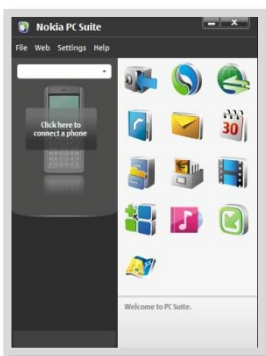 Nokia PC Suite
File Web Settings Help
Click here to
connect a phone
30
Welcome to PC Suite.